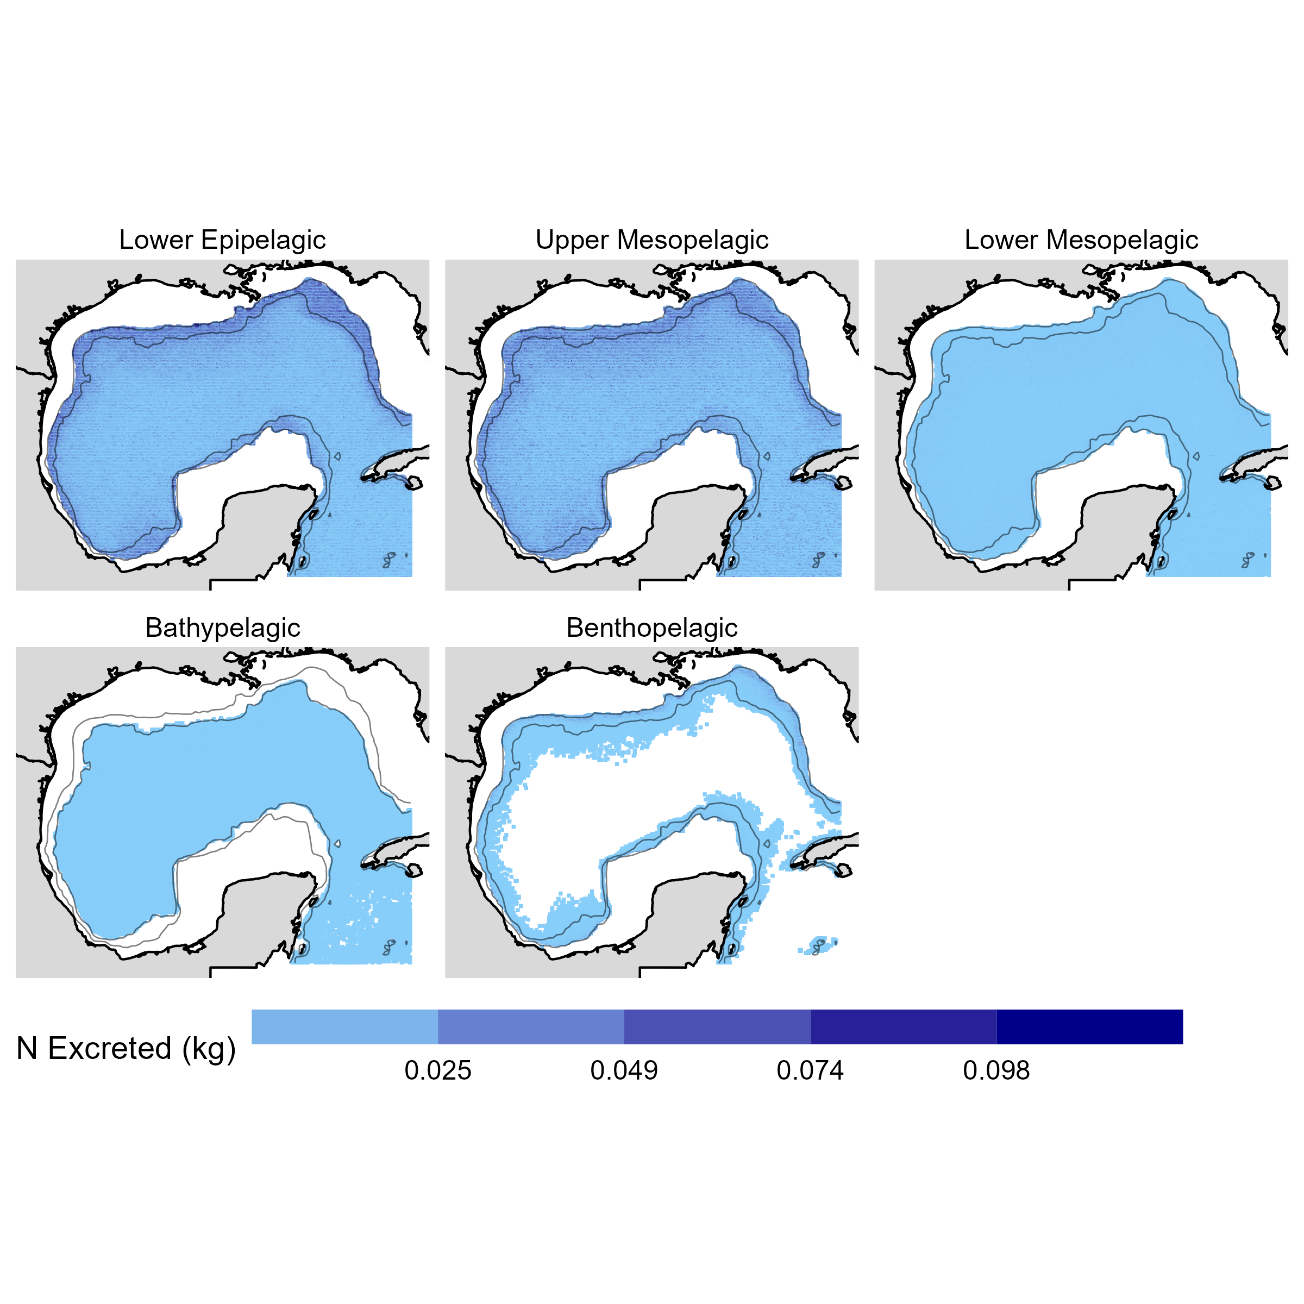 Lower Epipelagic
Upper Mesopelagic
Lower Mesopelagic
Bathypelagic
Benthopelagic
N Excreted (kg)
0.025
0.049
0.074
0.098